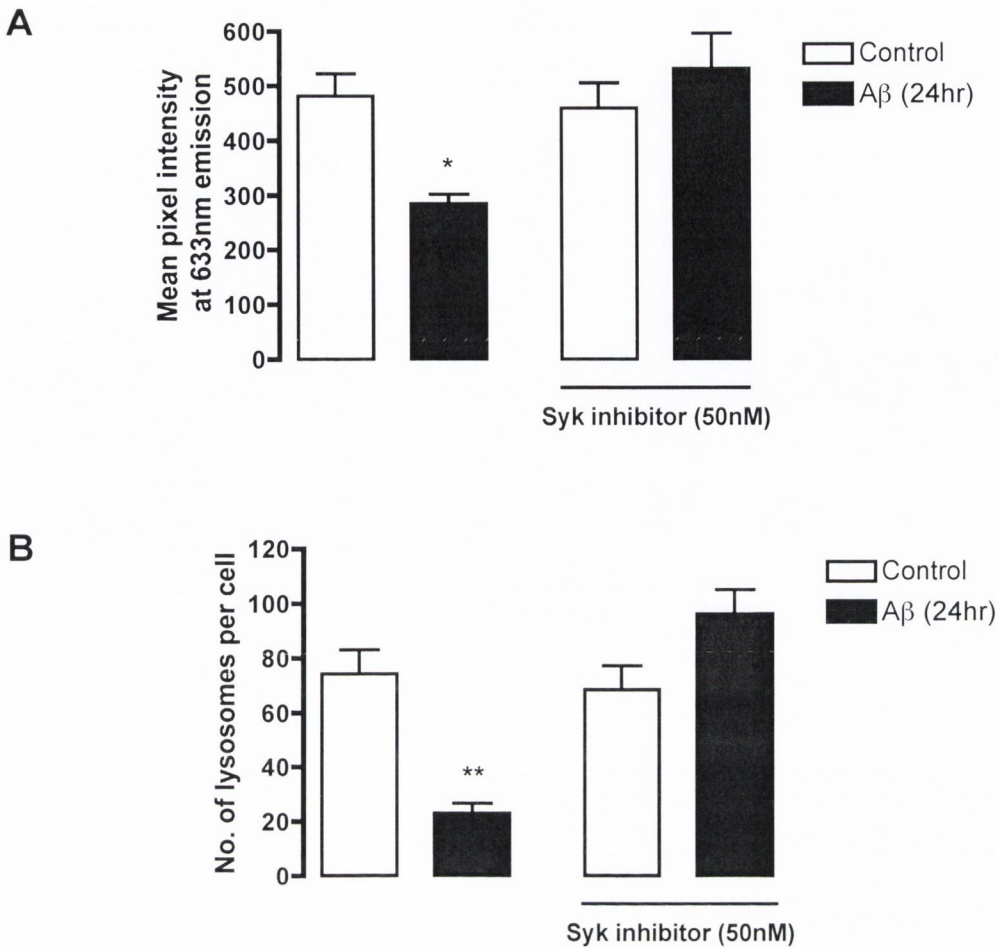 A
Mean pixel intensity
at 633nm emission
600
500
400
300
200
100
0
*
Control
Aβ (24hr)
Syk inhibitor (50nM)
B
No. of lysosomes per cell
120
100
80
60
40
20
0
**
Control
Aβ (24hr)
Syk inhibitor (50nM)